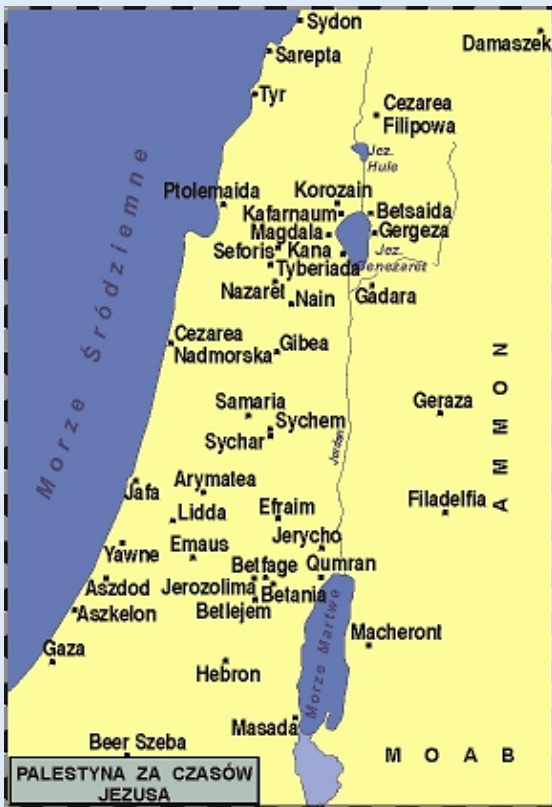 Sydon
Damaszek
Sarepta
Tyr
Cezarea
Filipowa
Jez.
Hule
Morze Śródziemne
Ptolemaida
Korozain
Kafarnaum
Betsaida
Magdala
Gergeza
Seforis
Kana
Jez.
Genezaret
Tyberiada
Nazaret
Nain
Gadara
Cezarea
Nadmorska
Gibea
AMMON
Samaria
Geraza
Sychem
Sychar
Jordan
Arymatea
Jafa
Filadelfia
Lidda
Efraim
Jerycho
Yawne
Emaus
Betfage
Qumran
Aszdod
Jerozolima
Betania
Aszkelon
Betlejem
Morze Martwe
Macheront
Gaza
Hebron
Masada
Beer Szeba
MOAB
PALESTYNA ZA CZASÓW
JEZUSA